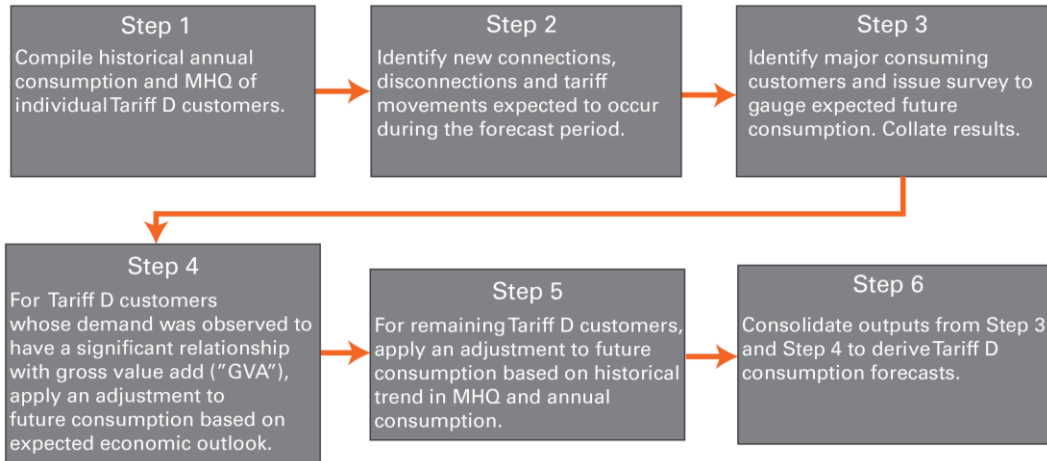 Step 1
Compile historical annual
consumption and MHQ of
individual Tariff D customers.
Step 2
Identify new connections,
disconnections and tariff
movements expected to occur
during the forecast period.
Step 3
Identify major consuming
customers and issue survey to
gauge expected future
consumption. Collate results.
Step 4
For Tariff D customers
whose demand was observed to
have a significant relationship
with gross value add ("GVA"),
apply an adjustment to
future consumption based on
expected economic outlook.
Step 5
For remaining Tariff D customers,
apply an adjustment to future
consumption based on historical
trend in MHQ and annual
consumption.
Step 6
Consolidate outputs from Step 3
and Step 4 to derive Tariff D
consumption forecasts.